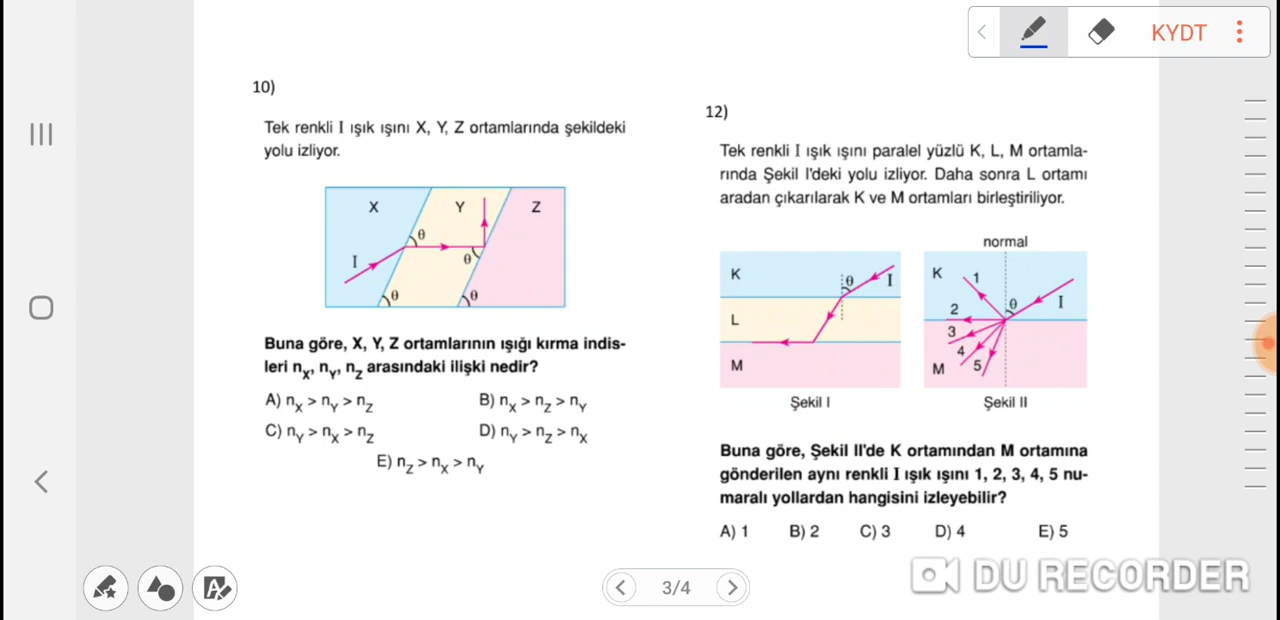 KYDT
10)
Tek renkli I ışık ışını X, Y, Z ortamlarında şekildeki
yolu izliyor.
X
Y
Z
θ
I
θ
θ
θ
Buna göre, X, Y, Z ortamlarının ışığı kırma indis-
leri nX, nY, nZ arasındaki ilişki nedir?
A) nX > nY > nZ
B) nX > nZ > nY
C) nY > nX > nZ
D) nY > nZ > nX
E) nZ > nX > nY
12)
Tek renkli I ışık ışını paralel yüzlü K, L, M ortamla-
rında Şekil I'deki yolu izliyor. Daha sonra L ortamı
aradan çıkarılarak K ve M ortamları birleştiriliyor.
K
θ
I
L
M
Şekil I
normal
K
1
θ
I
2
3
4
M
5
Şekil II
Buna göre, Şekil II'de K ortamından M ortamına
gönderilen aynı renkli I ışık ışını 1, 2, 3, 4, 5 nu-
maralı yollardan hangisini izleyebilir?
A) 1
B) 2
C) 3
D) 4
E) 5
3/4
DU RECORDER